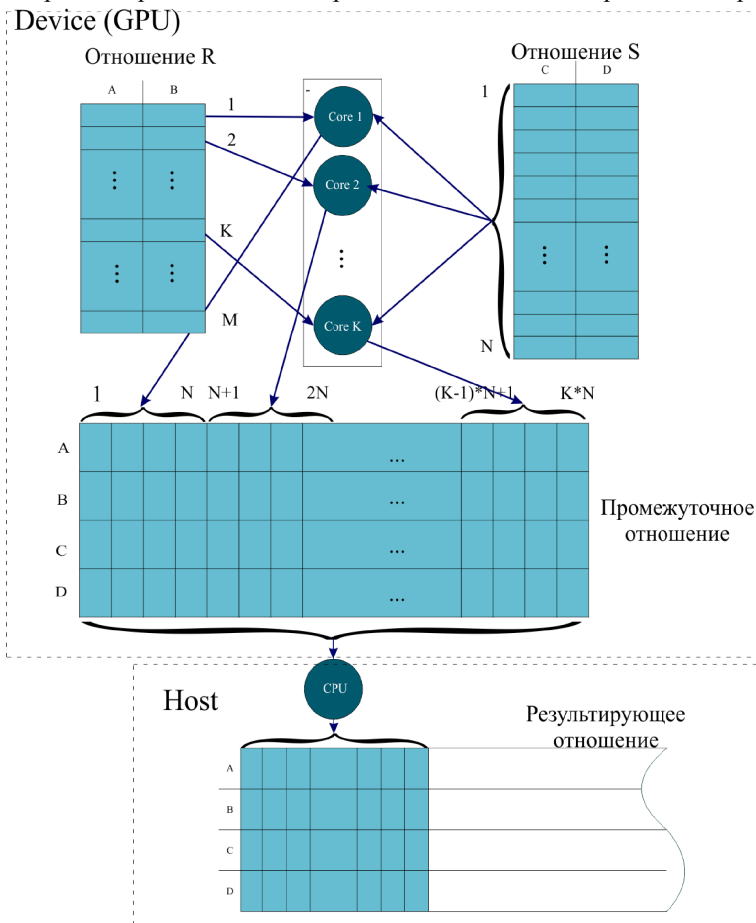 Device (GPU)
Отношение R
Отношение S
A B
C D
1
2
K
M
-
Core 1
Core 2
⋮
Core K
1
N
⋮ ⋮
⋮ ⋮
⋮ ⋮
1 N N+1 2N (K-1)*N+1 K*N
A ...
B ...
C ...
D ...
Промежуточное
отношение
CPU
Host
Результирующее
отношение
A
B
C
D